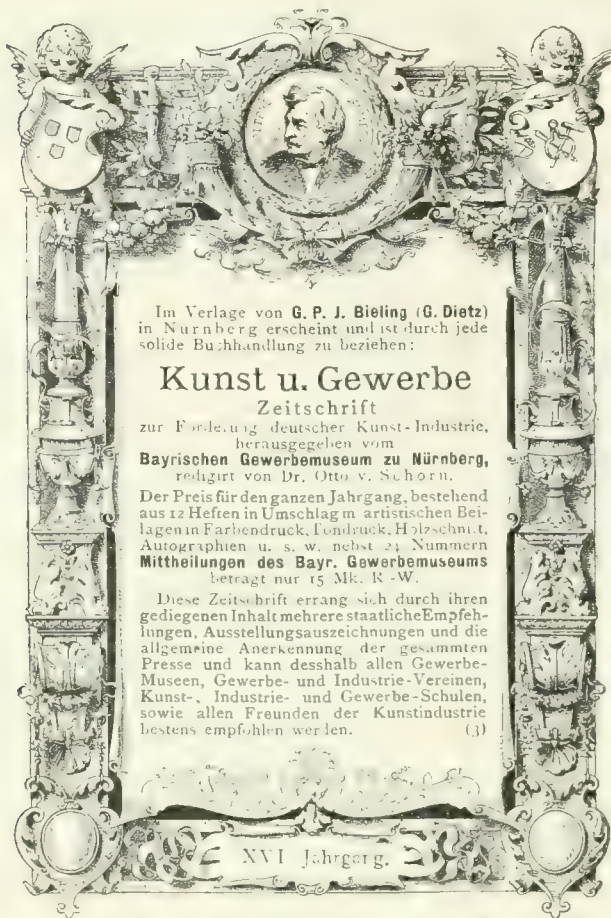 Im Verlage von G. P. J. Bieling (G. Dietz)
in Nürnberg erscheint und ist durch jede
solide Buchhandlung zu beziehen:
Kunst u. Gewerbe
Zeitschrift
zur Förderung deutscher Kunst-Industrie,
herausgegeben vom
Bayrischen Gewerbemuseum zu Nürnberg,
redigirt von Dr. Otto v. Schorn.
Der Preis für den ganzen Jahrgang, bestehend
aus 12 Heften in Umschlag m artistischen Bei-
lagen in Farbendruck, Tondruck, Holzschnitt,
Autographien u. s. w. nebst 24 Nummern
Mittheilungen des Bayr. Gewerbemuseums
beträgt nur 15 Mk. R.-W.
Diese Zeitschrift errang sich durch ihren
gediegenen Inhalt mehrere staatliche Empfeh-
lungen, Ausstellungsauszeichnungen und die
allgemeine Anerkennung der gesammten
Presse und kann desshalb allen Gewerbe-
Museen, Gewerbe- und Industrie-Vereinen,
Kunst-, Industrie- und Gewerbe-Schulen,
sowie allen Freunden der Kunstindustrie
bestens empfohlen werden. (3)
XVI Jahrgang.